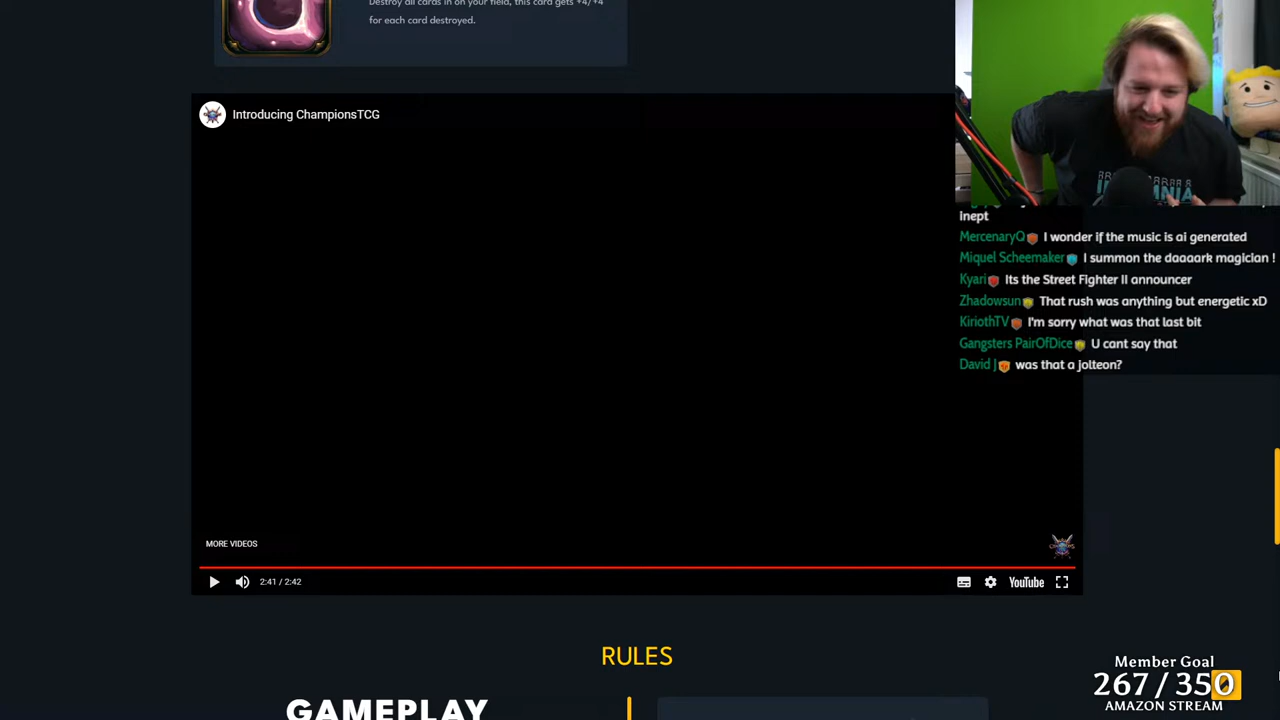 Destroy all cards in on your field, this card gets +4/+4
for each card destroyed.
Introducing ChampionsTCG
inept
MercenaryQ I wonder if the music is ai generated
Miquel Scheemaker I summon the daaaark magician !
Kyari Its the Street Fighter II announcer
Zhadowsun That rush was anything but energetic xD
KiriothTV I'm sorry what was that last bit
Gangsters PairOfDice U cant say that
David J was that a jolteon?
MORE VIDEOS
2:41 / 2:42
YouTube
RULES
GAMEPLAY
Member Goal
267 / 350
AMAZON STREAM